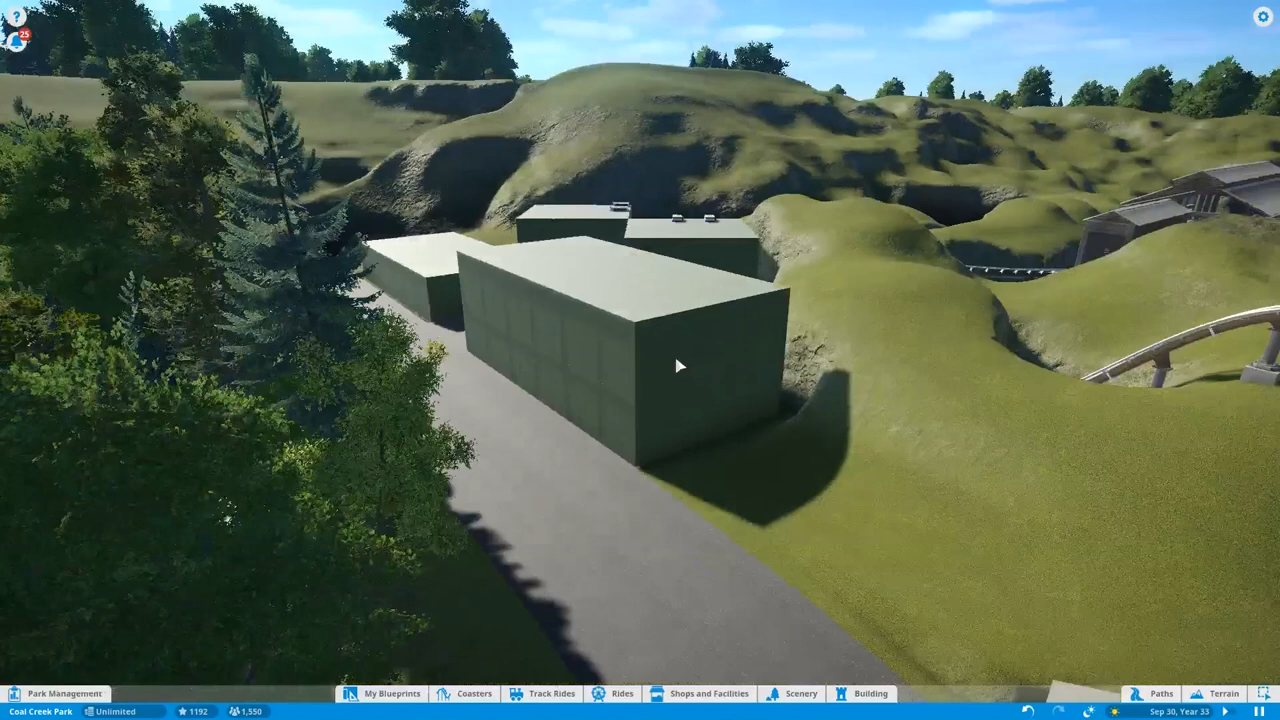 ?
25
Park Management
My Blueprints
Coasters
Track Rides
Rides
Shops and Facilities
Scenery
Building
Paths
Terrain
Coal Creek Park
Unlimited
1192
1,550
Sep 30, Year 33